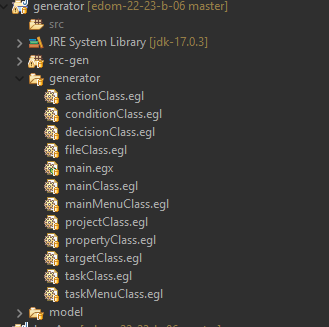 generator [edom-22-23-b-06 master]
src
JRE System Library [jdk-17.0.3]
src-gen
generator
actionClass.egl
conditionClass.egl
decisionClass.egl
fileClass.egl
main.egx
mainClass.egl
mainMenuClass.egl
projectClass.egl
propertyClass.egl
targetClass.egl
taskClass.egl
taskMenuClass.egl
model